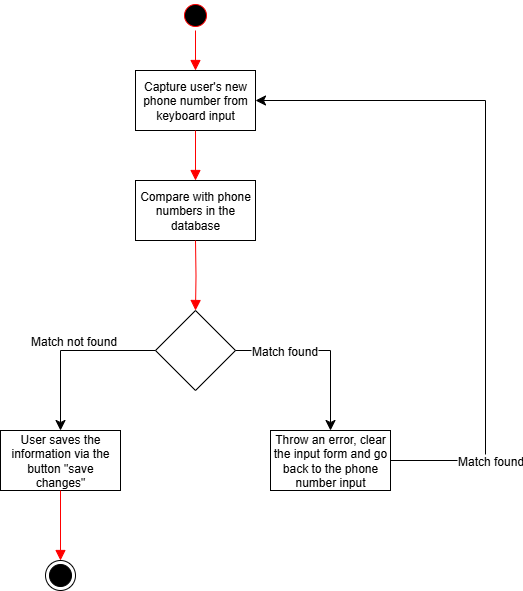 Capture user's new
phone number from
keyboard input
Compare with phone
numbers in the
database
Match not found
Match found
User saves the
information via the
button "save
changes"
Throw an error, clear
the input form and go
back to the phone
number input
Match found